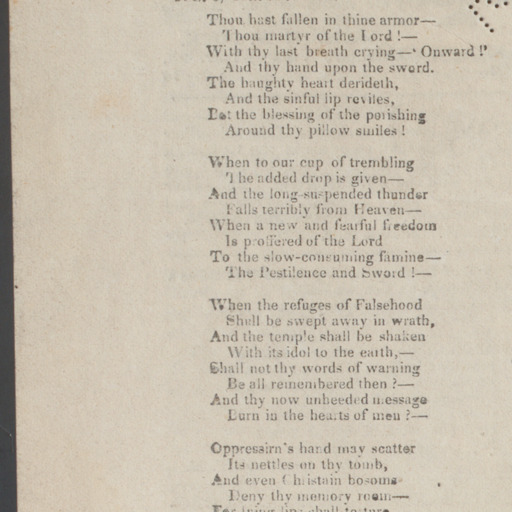 Thou hast fallen in thine armor—
Thou martyr of the Lord !—
With thy last breath crying—' Onward !'
And thy hand upon the sword.
The haughty heart derideth,
And the sinful lip reviles,
But the blessing of the perishing
Around thy pillow smiles !
When to our cup of trembling
The added drop is given—
And the long-suspended thunder
Falls terribly from Heaven—
When a new and fearful freedom
Is proffered of the Lord
To the slow-consuming famine—
The Pestilence and Sword !—
When the refuges of Falsehood
Shall be swept away in wrath,
And the temple shall be shaken
With its idol to the earth,—
Shall not thy words of warning
Be all remembered then ?—
And thy now unheeded message
Burn in the hearts of men ?—
Oppressirn's hand may scatter
Its nettles on thy tomb,
And even Christain bosoms
Deny thy memory room—
For lying lips shall torture